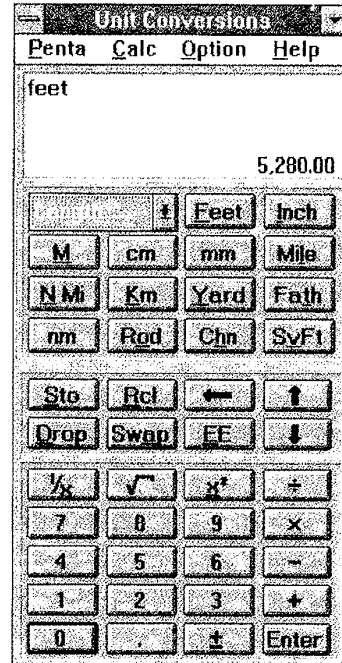 Unit Conversions
Penta Calc Option Help
feet
5,280.00
Feet Inch
M cm mm Mile
N Mi Km Yard Fath
nm Rod Chn SvFt
Sto Rcl ← ↑
Drop Swap EE ↓
¹/x √ ÷
7 8 9 ×
4 5 6 −
1 2 3 +
0 . ± Enter